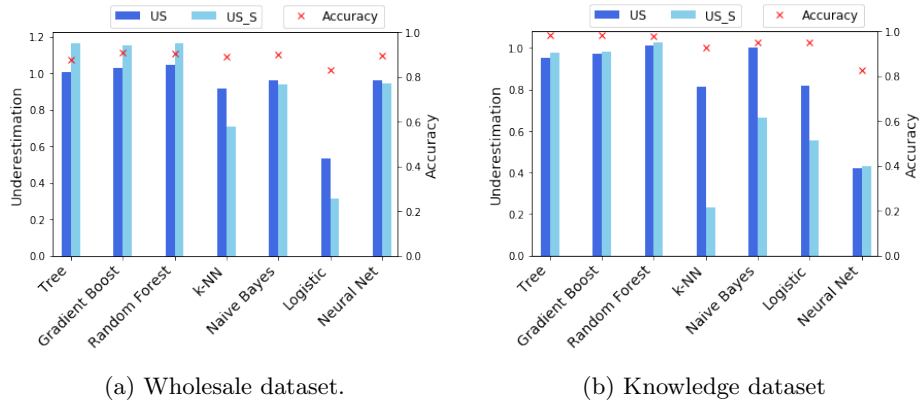 US US_S Accuracy
1.2
1.0
0.8
0.6
0.4
0.2
0.0
Underestimation
1.0
0.8
0.6
0.4
0.2
0.0
Accuracy
Tree
Gradient Boost
Random Forest
k-NN
Naive Bayes
Logistic
Neural Net
(a) Wholesale dataset.
US US_S Accuracy
1.0
0.8
0.6
0.4
0.2
0.0
Underestimation
1.0
0.8
0.6
0.4
0.2
0.0
Accuracy
Tree
Gradient Boost
Random Forest
k-NN
Naive Bayes
Logistic
Neural Net
(b) Knowledge dataset